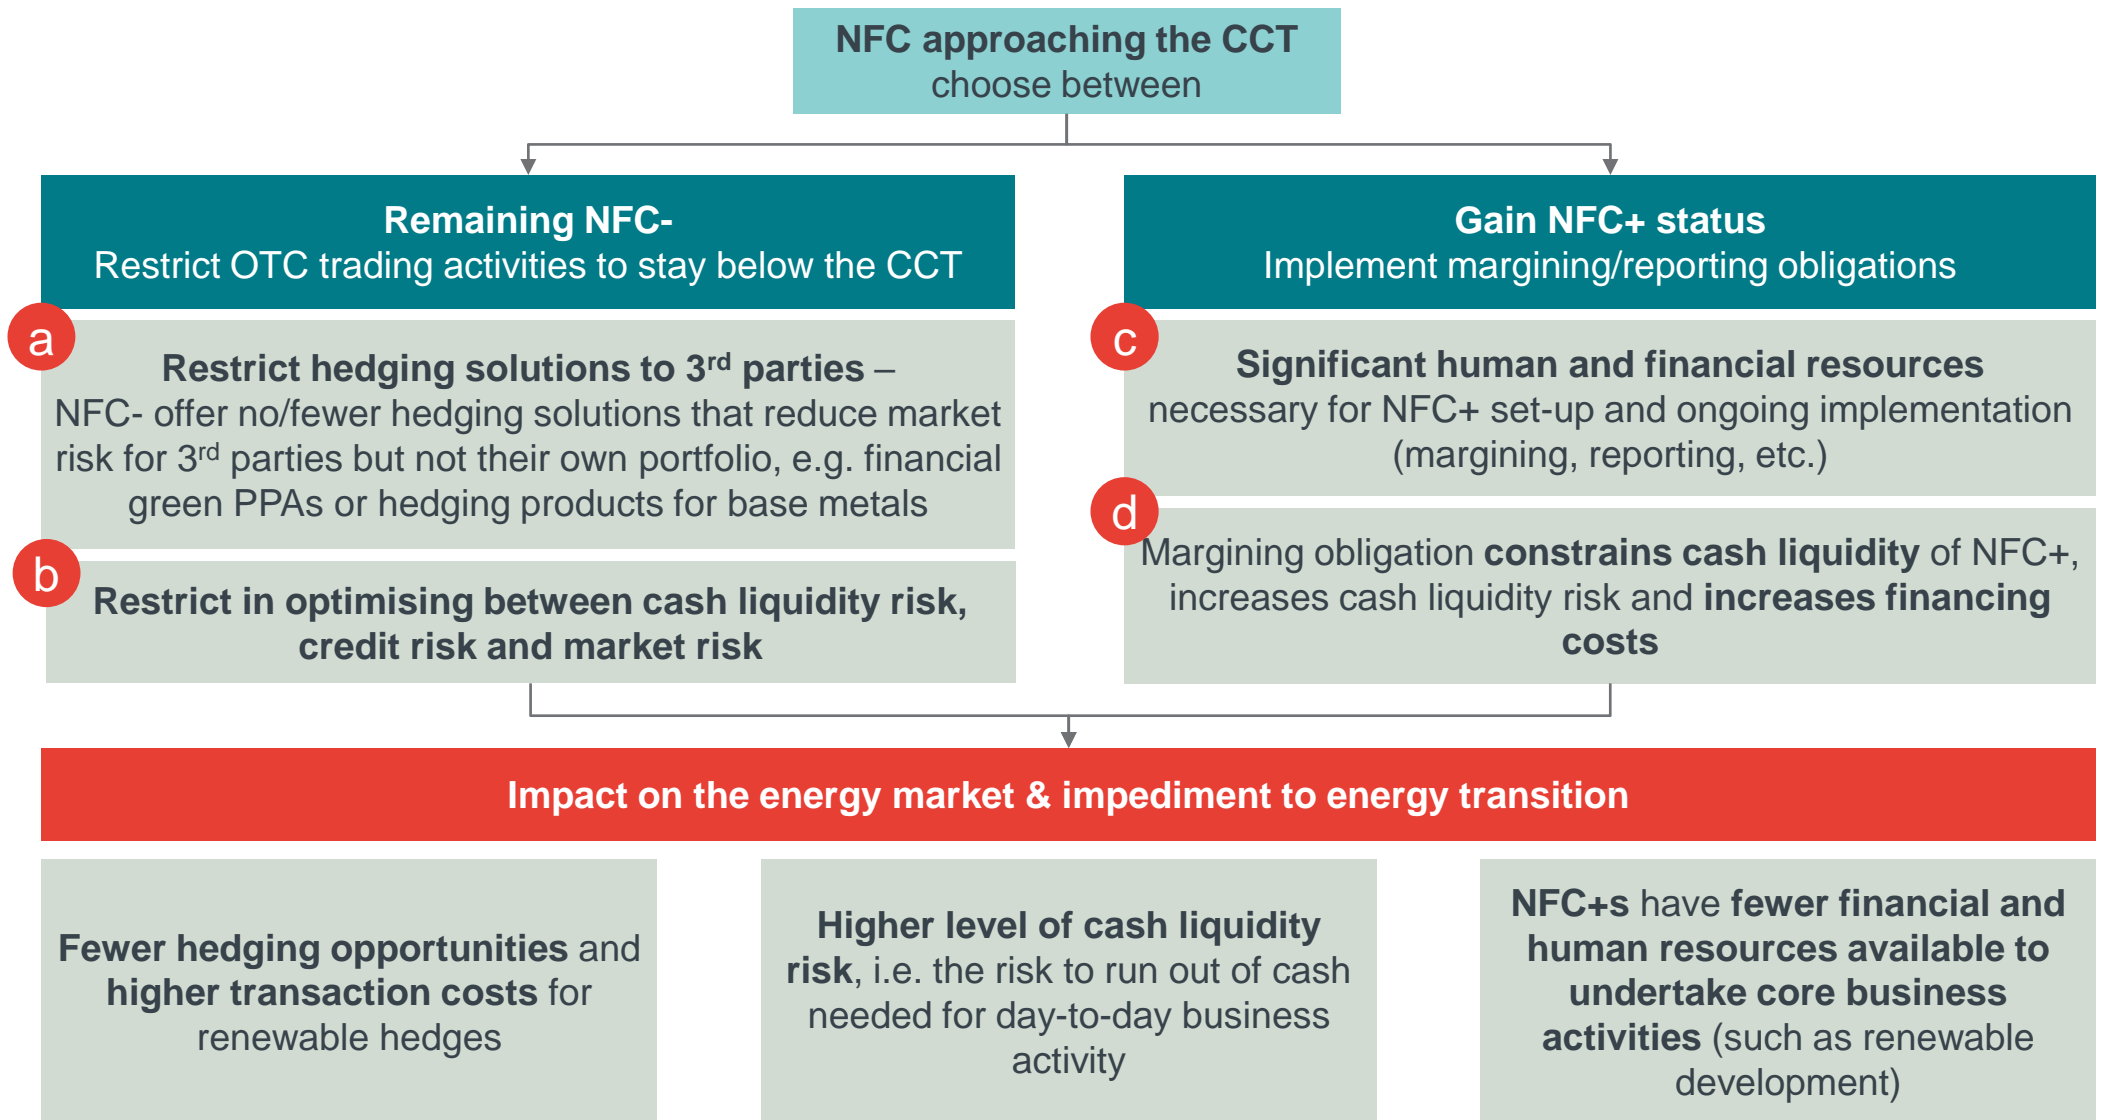 NFC approaching the CCT
choose between
Remaining NFC-
Restrict OTC trading activities to stay below the CCT
Gain NFC+ status
Implement margining/reporting obligations
a
Restrict hedging solutions to 3rd parties –
NFC- offer no/fewer hedging solutions that reduce market
risk for 3rd parties but not their own portfolio, e.g. financial
green PPAs or hedging products for base metals
b
Restrict in optimising between cash liquidity risk,
credit risk and market risk
c
Significant human and financial resources
necessary for NFC+ set-up and ongoing implementation
(margining, reporting, etc.)
d
Margining obligation constrains cash liquidity of NFC+,
increases cash liquidity risk and increases financing
costs
Impact on the energy market & impediment to energy transition
Fewer hedging opportunities and
higher transaction costs for
renewable hedges
Higher level of cash liquidity
risk, i.e. the risk to run out of cash
needed for day-to-day business
activity
NFC+s have fewer financial and
human resources available to
undertake core business
activities (such as renewable
development)